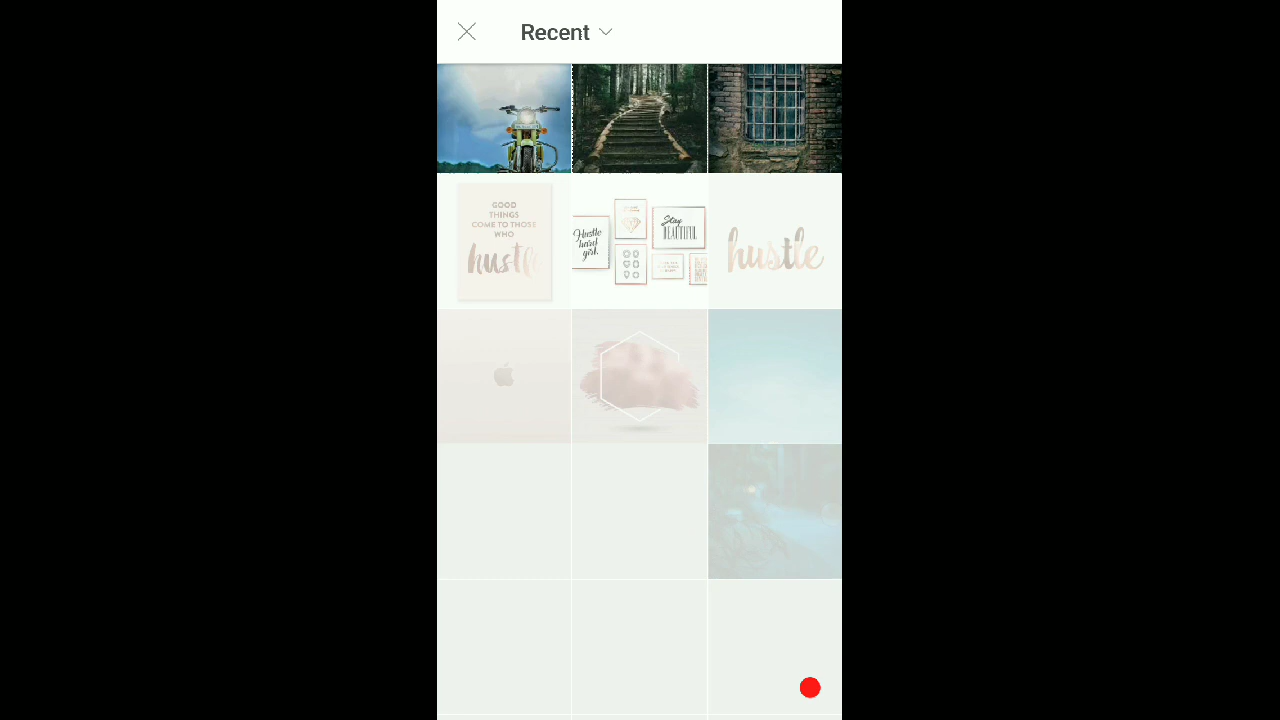 Recent
GOOD
THINGS
COME TO THOSE
WHO
hustle
Hustle
hard
girl.
Stay
BEAUTIFUL
hustle